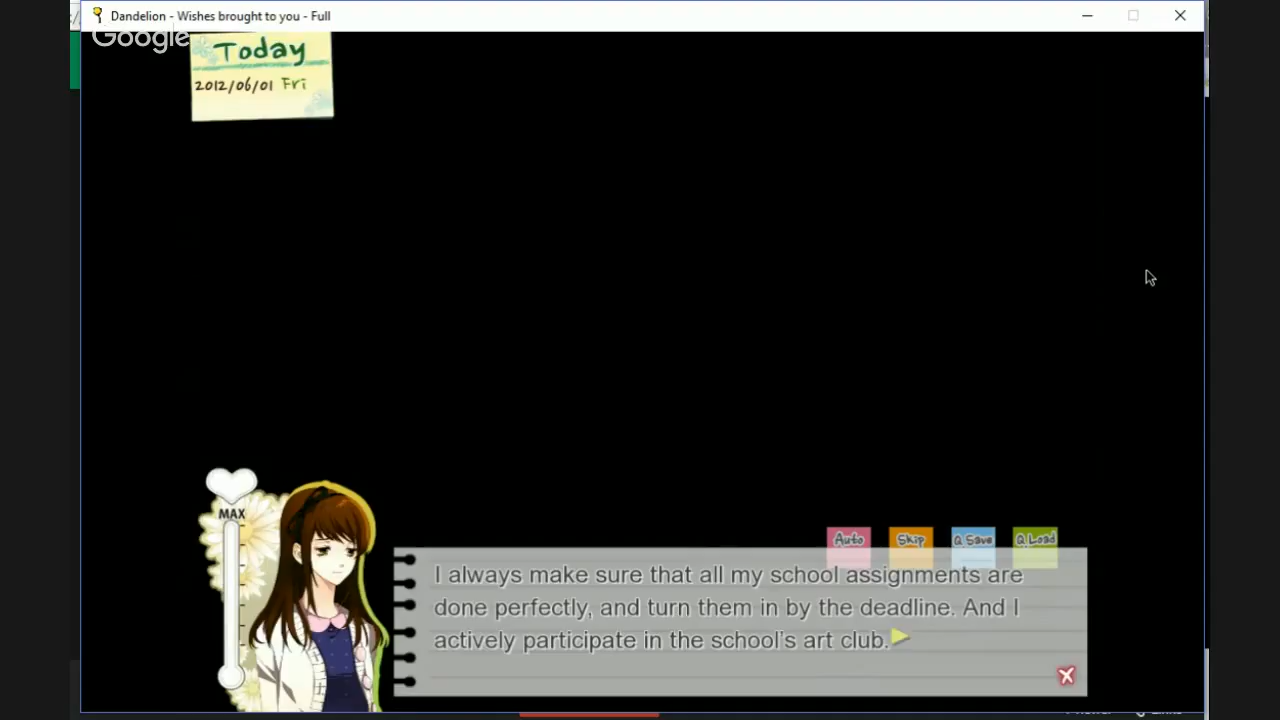 Dandelion - Wishes brought to you - Full
Google
Today
2012/06/01 Fri
MAX
Auto
Skip
Q Save
Q Load
I always make sure that all my school assignments are
done perfectly, and turn them in by the deadline. And I
actively participate in the school's art club.